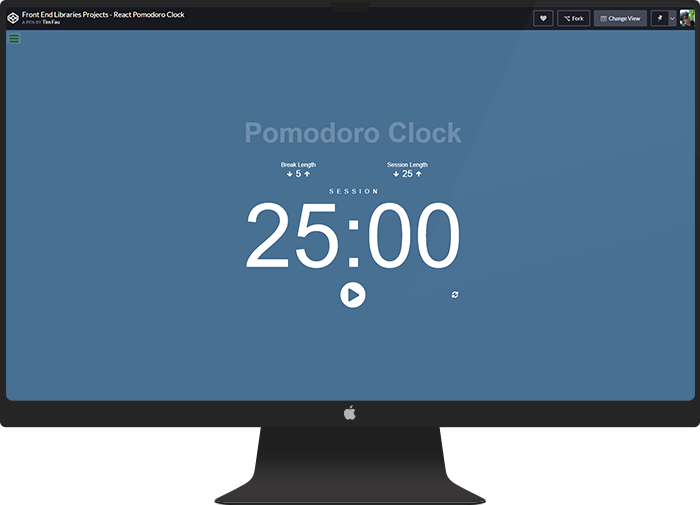 Front End Libraries Projects - React Pomodoro Clock
A PEN BY Tim Fau
Fork
Change View
Pomodoro Clock
Break Length
Session Length
5
25
SESSION
25:00